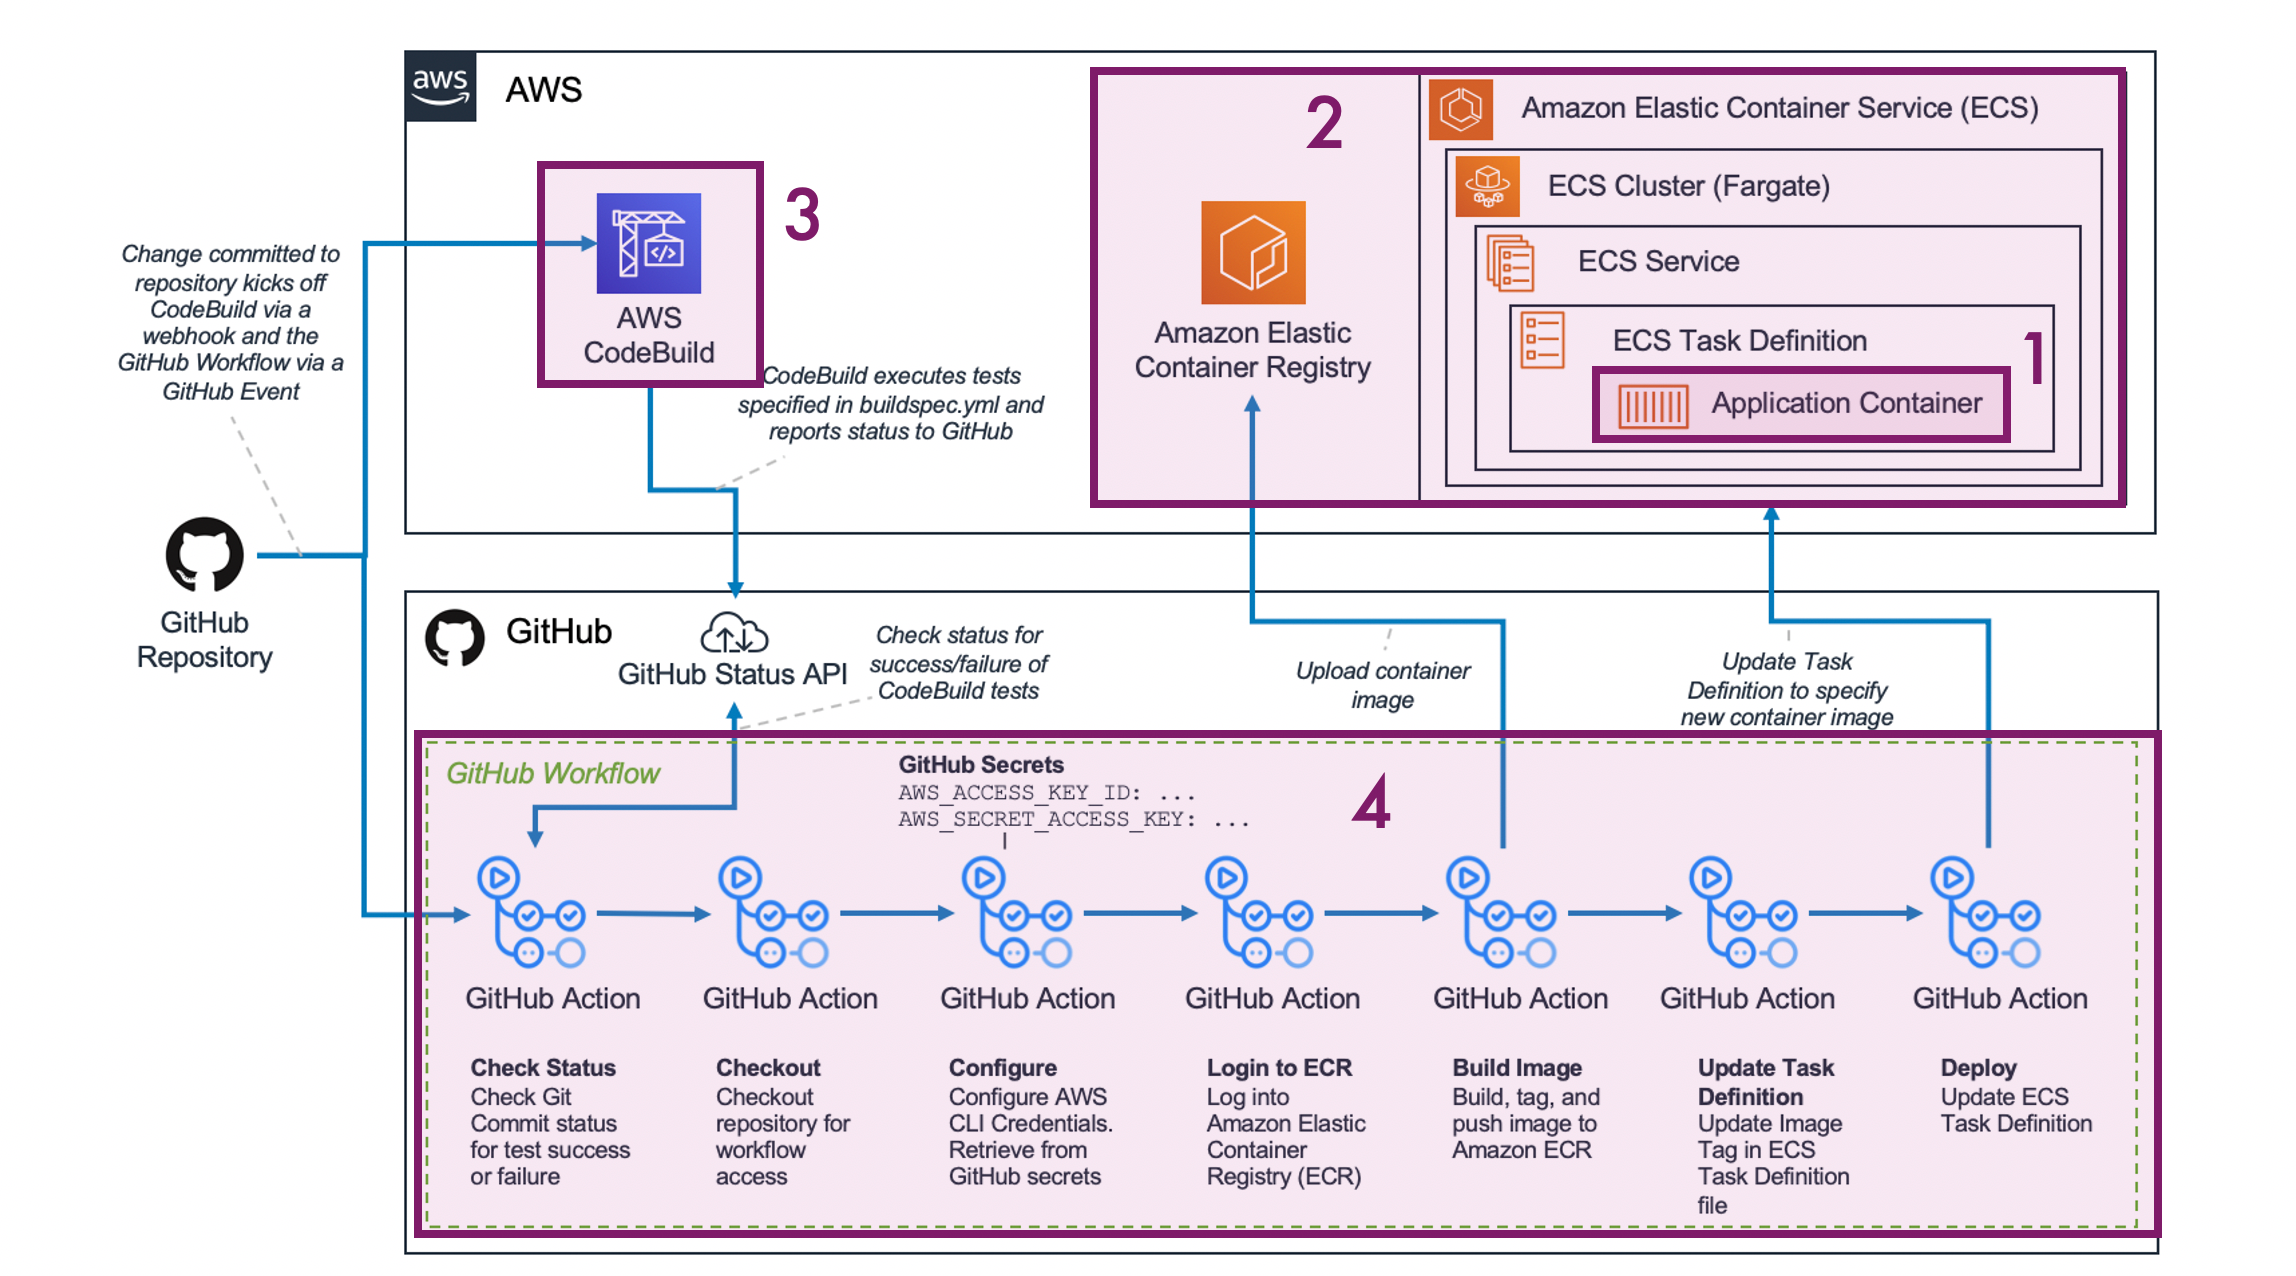 aws
AWS
2
Amazon Elastic Container Service (ECS)
3
ECS Cluster (Fargate)
Change committed to
repository kicks off
CodeBuild via a
webhook and the
GitHub Workflow via a
GitHub Event
ECS Service
AWS
CodeBuild
Amazon Elastic
Container Registry
ECS Task Definition
1
Application Container
CodeBuild executes tests
specified in buildspec.yml and
reports status to GitHub
GitHub
Repository
GitHub
GitHub Status API
Check status for
success/failure of
CodeBuild tests
Upload container
image
Update Task
Definition to specify
new container image
GitHub Workflow
GitHub Secrets
AWS_ACCESS_KEY_ID: ...
AWS_SECRET_ACCESS_KEY: ...
4
GitHub Action
GitHub Action
GitHub Action
GitHub Action
GitHub Action
GitHub Action
GitHub Action
Check Status
Check Git
Commit status
for test success
or failure
Checkout
Checkout
repository for
workflow
access
Configure
Configure AWS
CLI Credentials.
Retrieve from
GitHub secrets
Login to ECR
Log into
Amazon Elastic
Container
Registry (ECR)
Build Image
Build, tag, and
push image to
Amazon ECR
Update Task
Definition
Update Image
Tag in ECS
Task Definition
file
Deploy
Update ECS
Task Definition